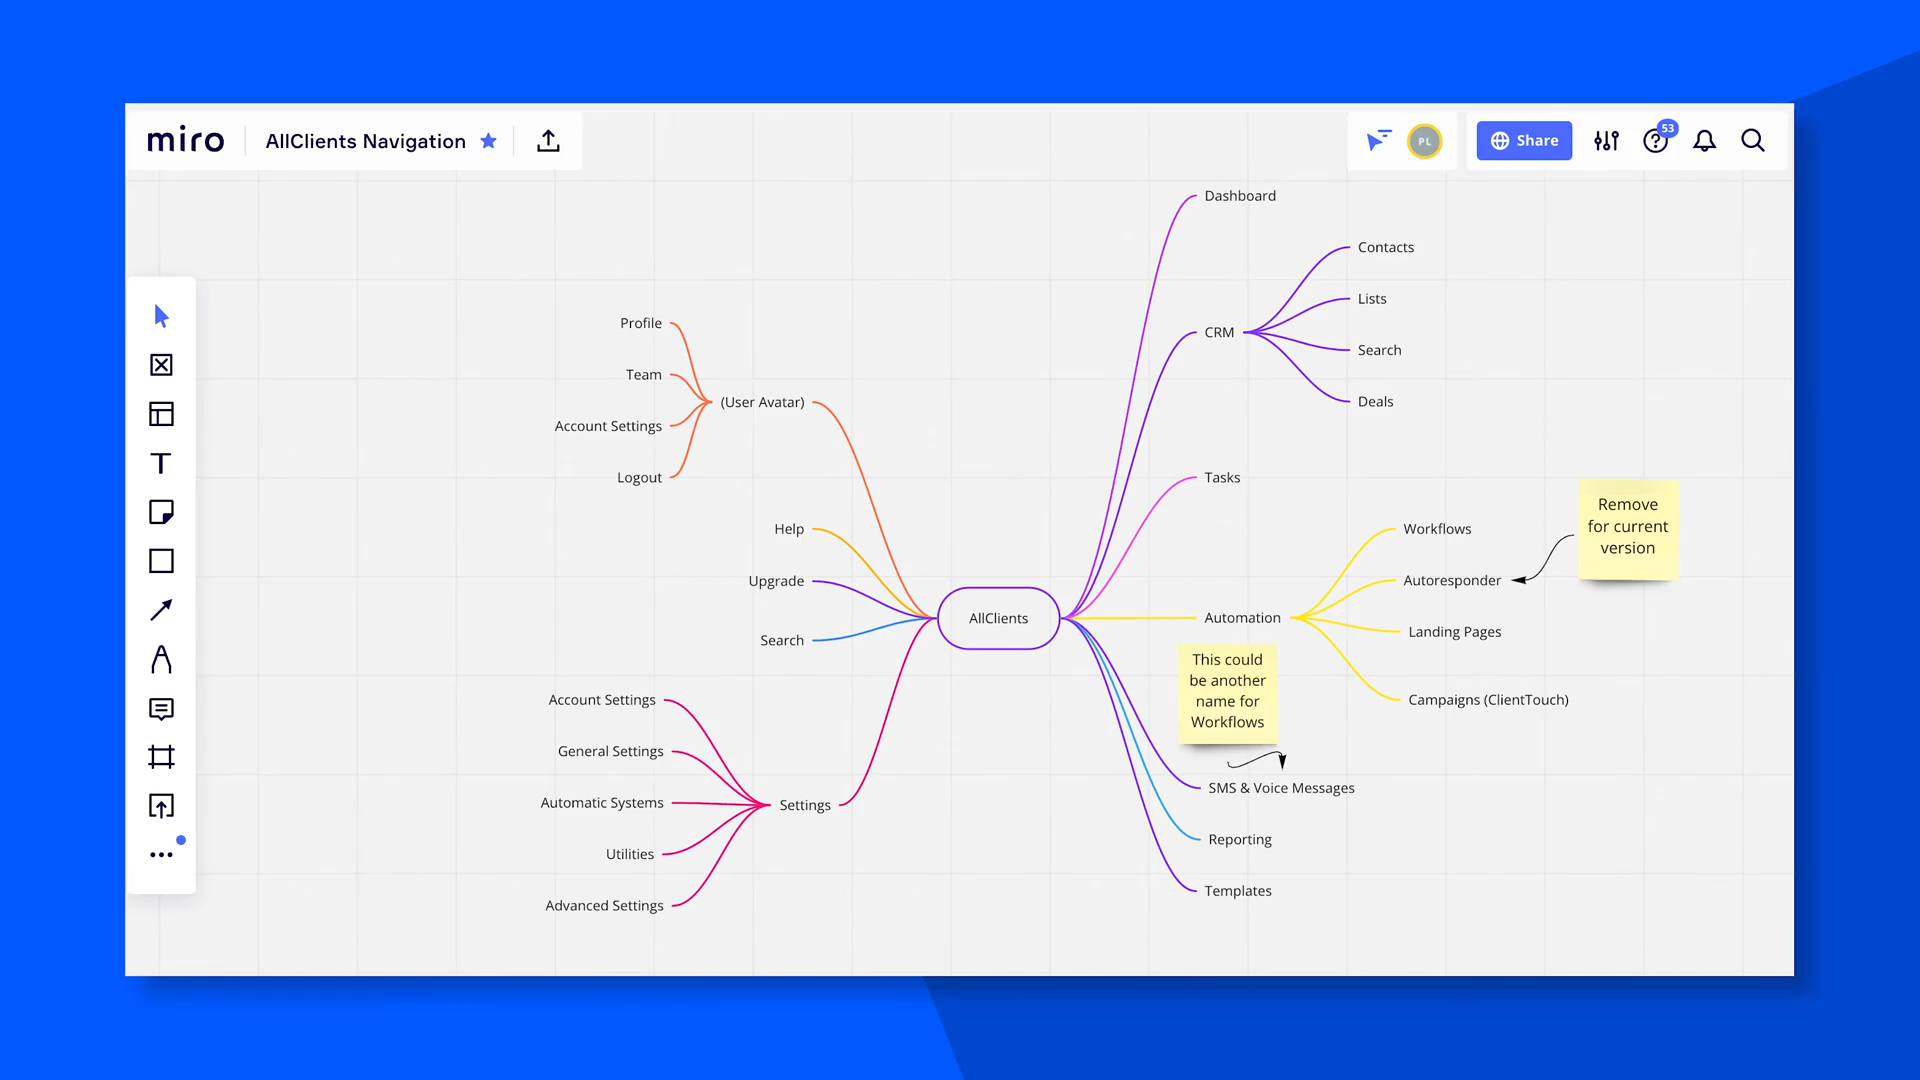 miro
AllClients Navigation
PL
Share
53
Dashboard
Contacts
Lists
CRM
Search
Deals
Profile
Team
(User Avatar)
Account Settings
Logout
Tasks
Help
Upgrade
Search
AllClients
Automation
Workflows
Autoresponder
Landing Pages
Campaigns (ClientTouch)
Remove
for current
version
This could
be another
name for
Workflows
SMS & Voice Messages
Reporting
Templates
Account Settings
General Settings
Automatic Systems
Settings
Utilities
Advanced Settings
T